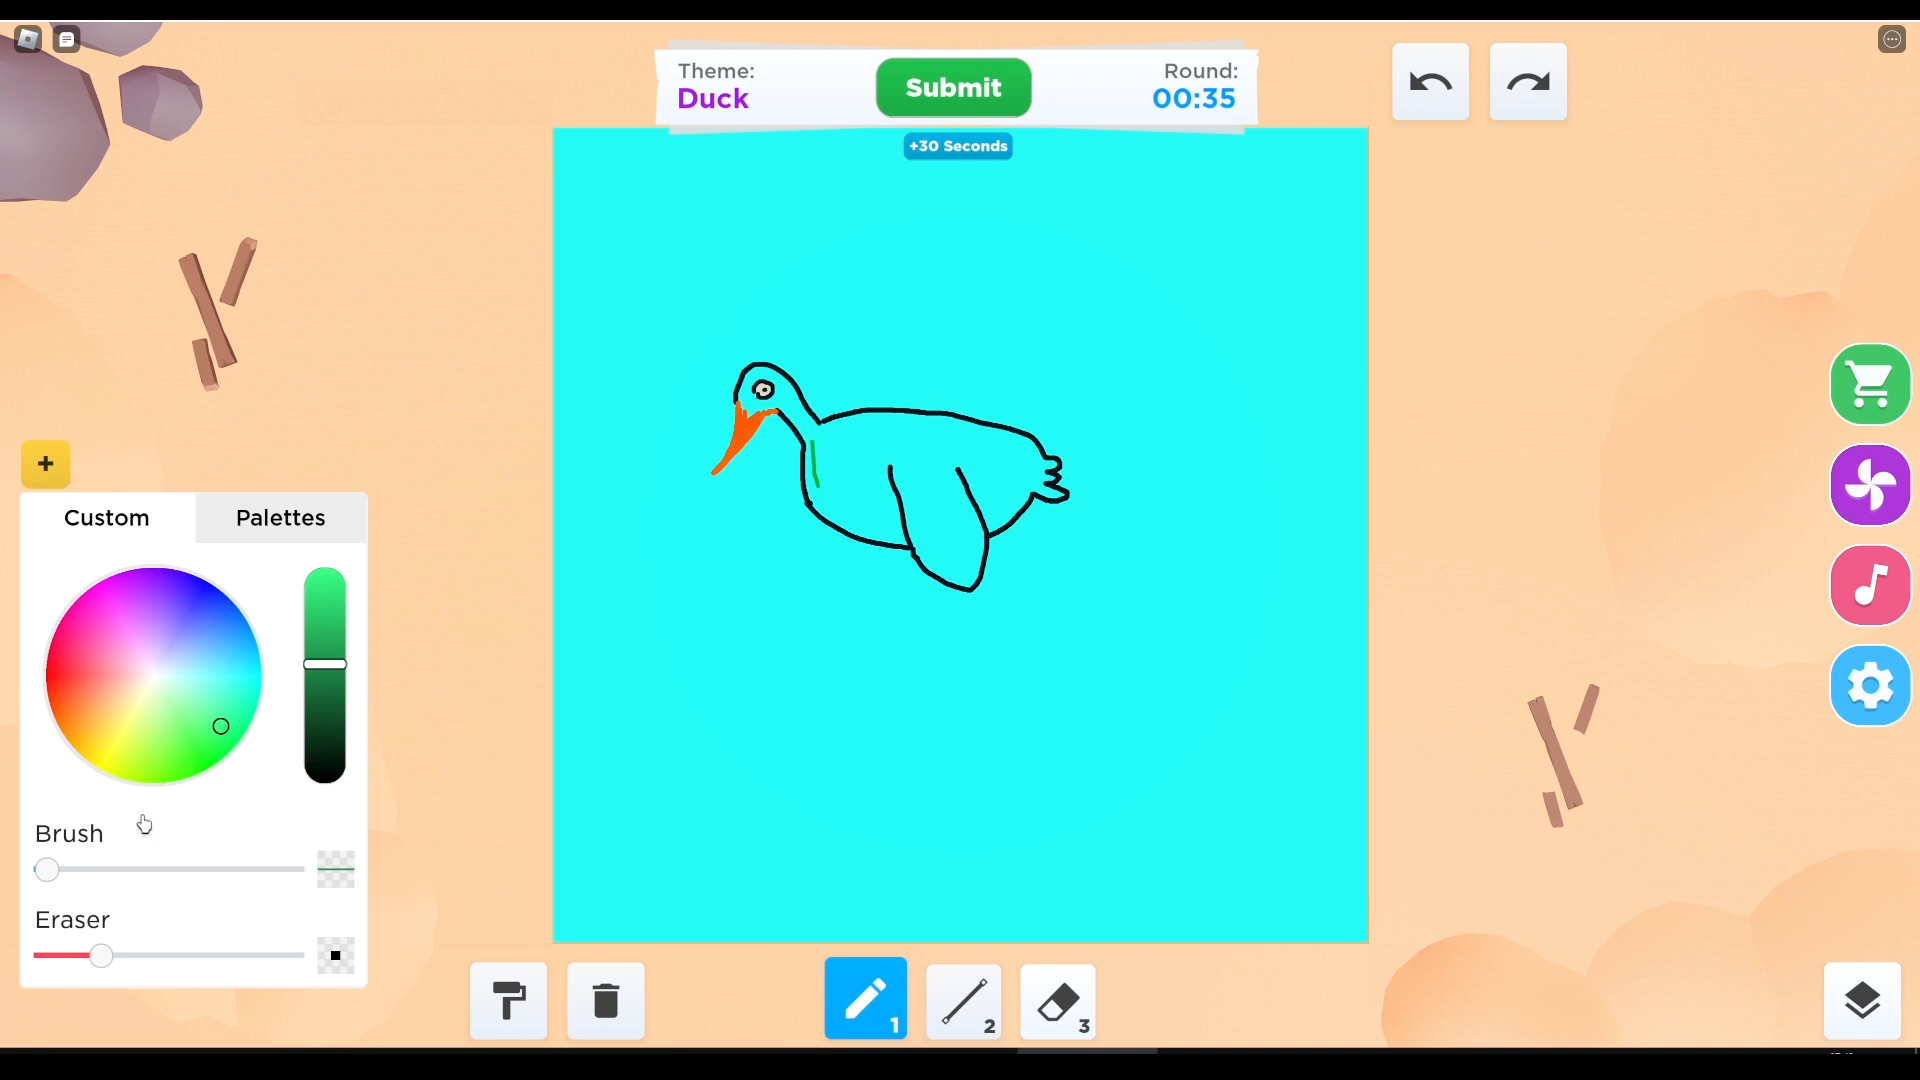 Theme:
Duck
Submit
Round:
00:35
+30 Seconds
+
Custom
Palettes
Brush
Eraser
1
2
3